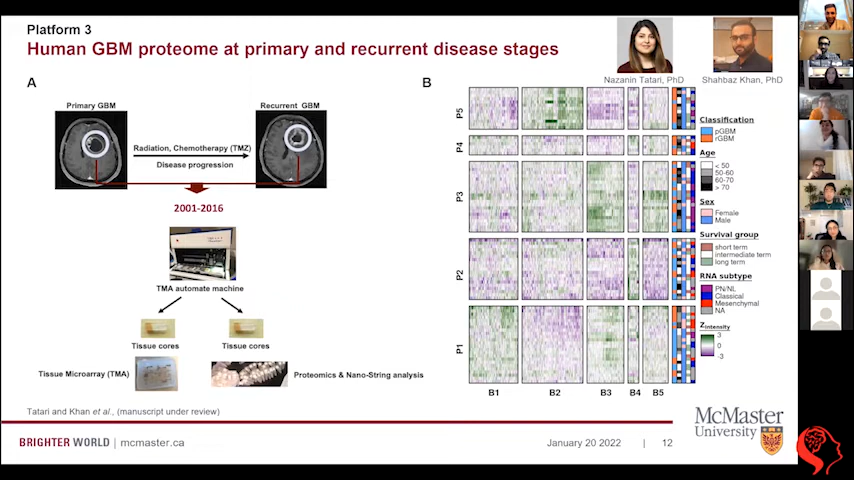 Platform 3
Human GBM proteome at primary and recurrent disease stages
Nazanin Tatari, PhD
Shahbaz Khan, PhD
A
Primary GBM
Recurrent GBM
Radiation, Chemotherapy (TMZ)
Disease progression
2001-2016
TMA automate machine
Tissue cores
Tissue cores
Tissue Microarray (TMA)
Proteomics & Nano-String analysis
B
P5
P4
P3
P2
P1
B1
B2
B3
B4
B5
Classification
pGBM
rGBM
Age
< 50
50-60
60-70
> 70
Sex
Female
Male
Survival group
short term
intermediate term
long term
RNA subtype
PN/NL
Classical
Mesenchymal
NA
Zintensity
3
0
-3
Tatari and Khan et al., (manuscript under review)
BRIGHTER WORLD | mcmaster.ca
January 20 2022 | 12
McMaster
University